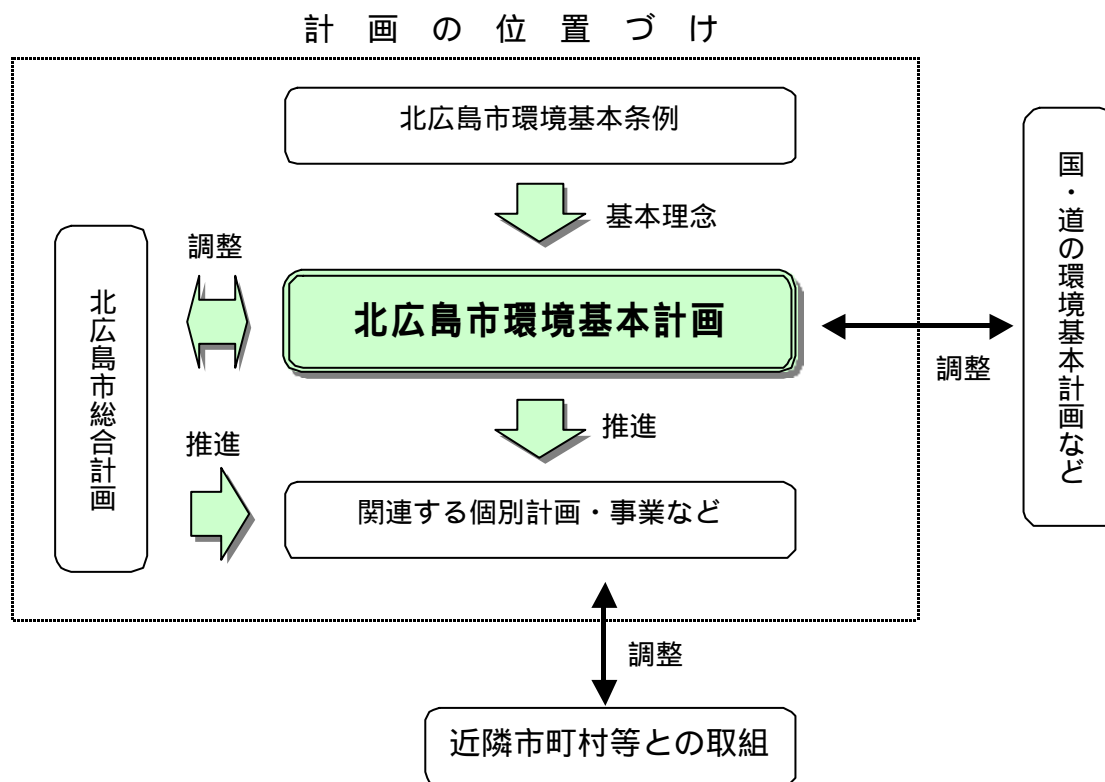 計画の位置づけ
北広島市環境基本条例
基本理念
調整
北広島市環境基本計画
調整
国・道の環境基本計画など
北広島市総合計画
推進
推進
関連する個別計画・事業など
調整
近隣市町村等との取組